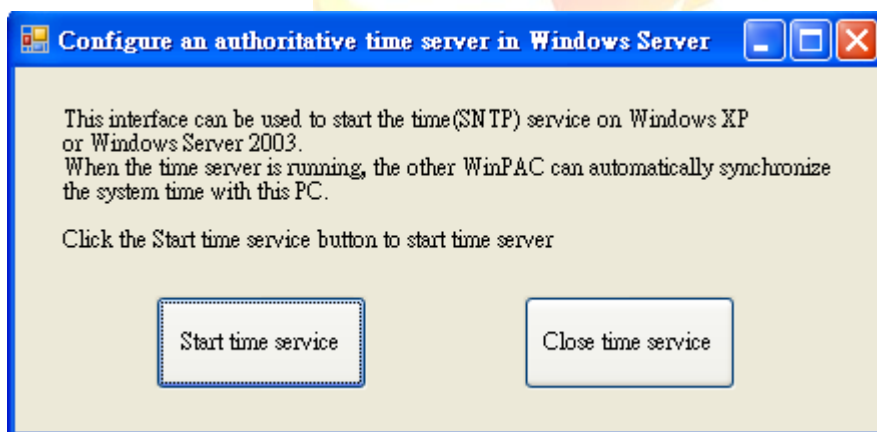 Configure an authoritative time server in Windows Server
This interface can be used to start the time(SNTP) service on Windows XP
or Windows Server 2003.
When the time server is running, the other WinPAC can automatically synchronize
the system time with this PC.
Click the Start time service button to start time server
Start time service
Close time service